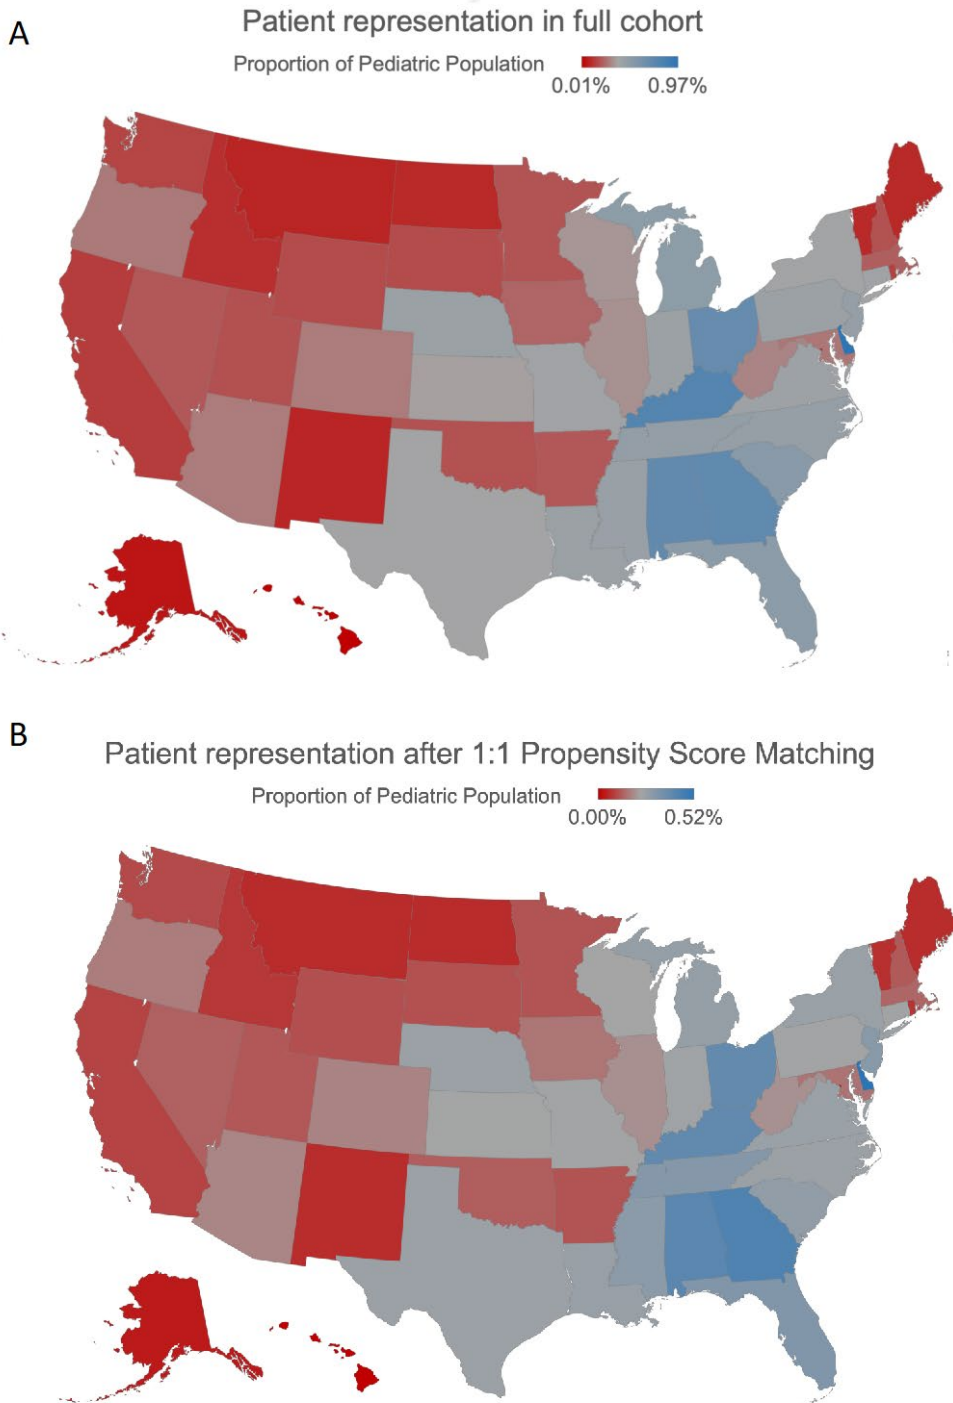 A
Patient representation in full cohort
Proportion of Pediatric Population
0.01% 0.97%
B
Patient representation after 1:1 Propensity Score Matching
Proportion of Pediatric Population
0.00% 0.52%